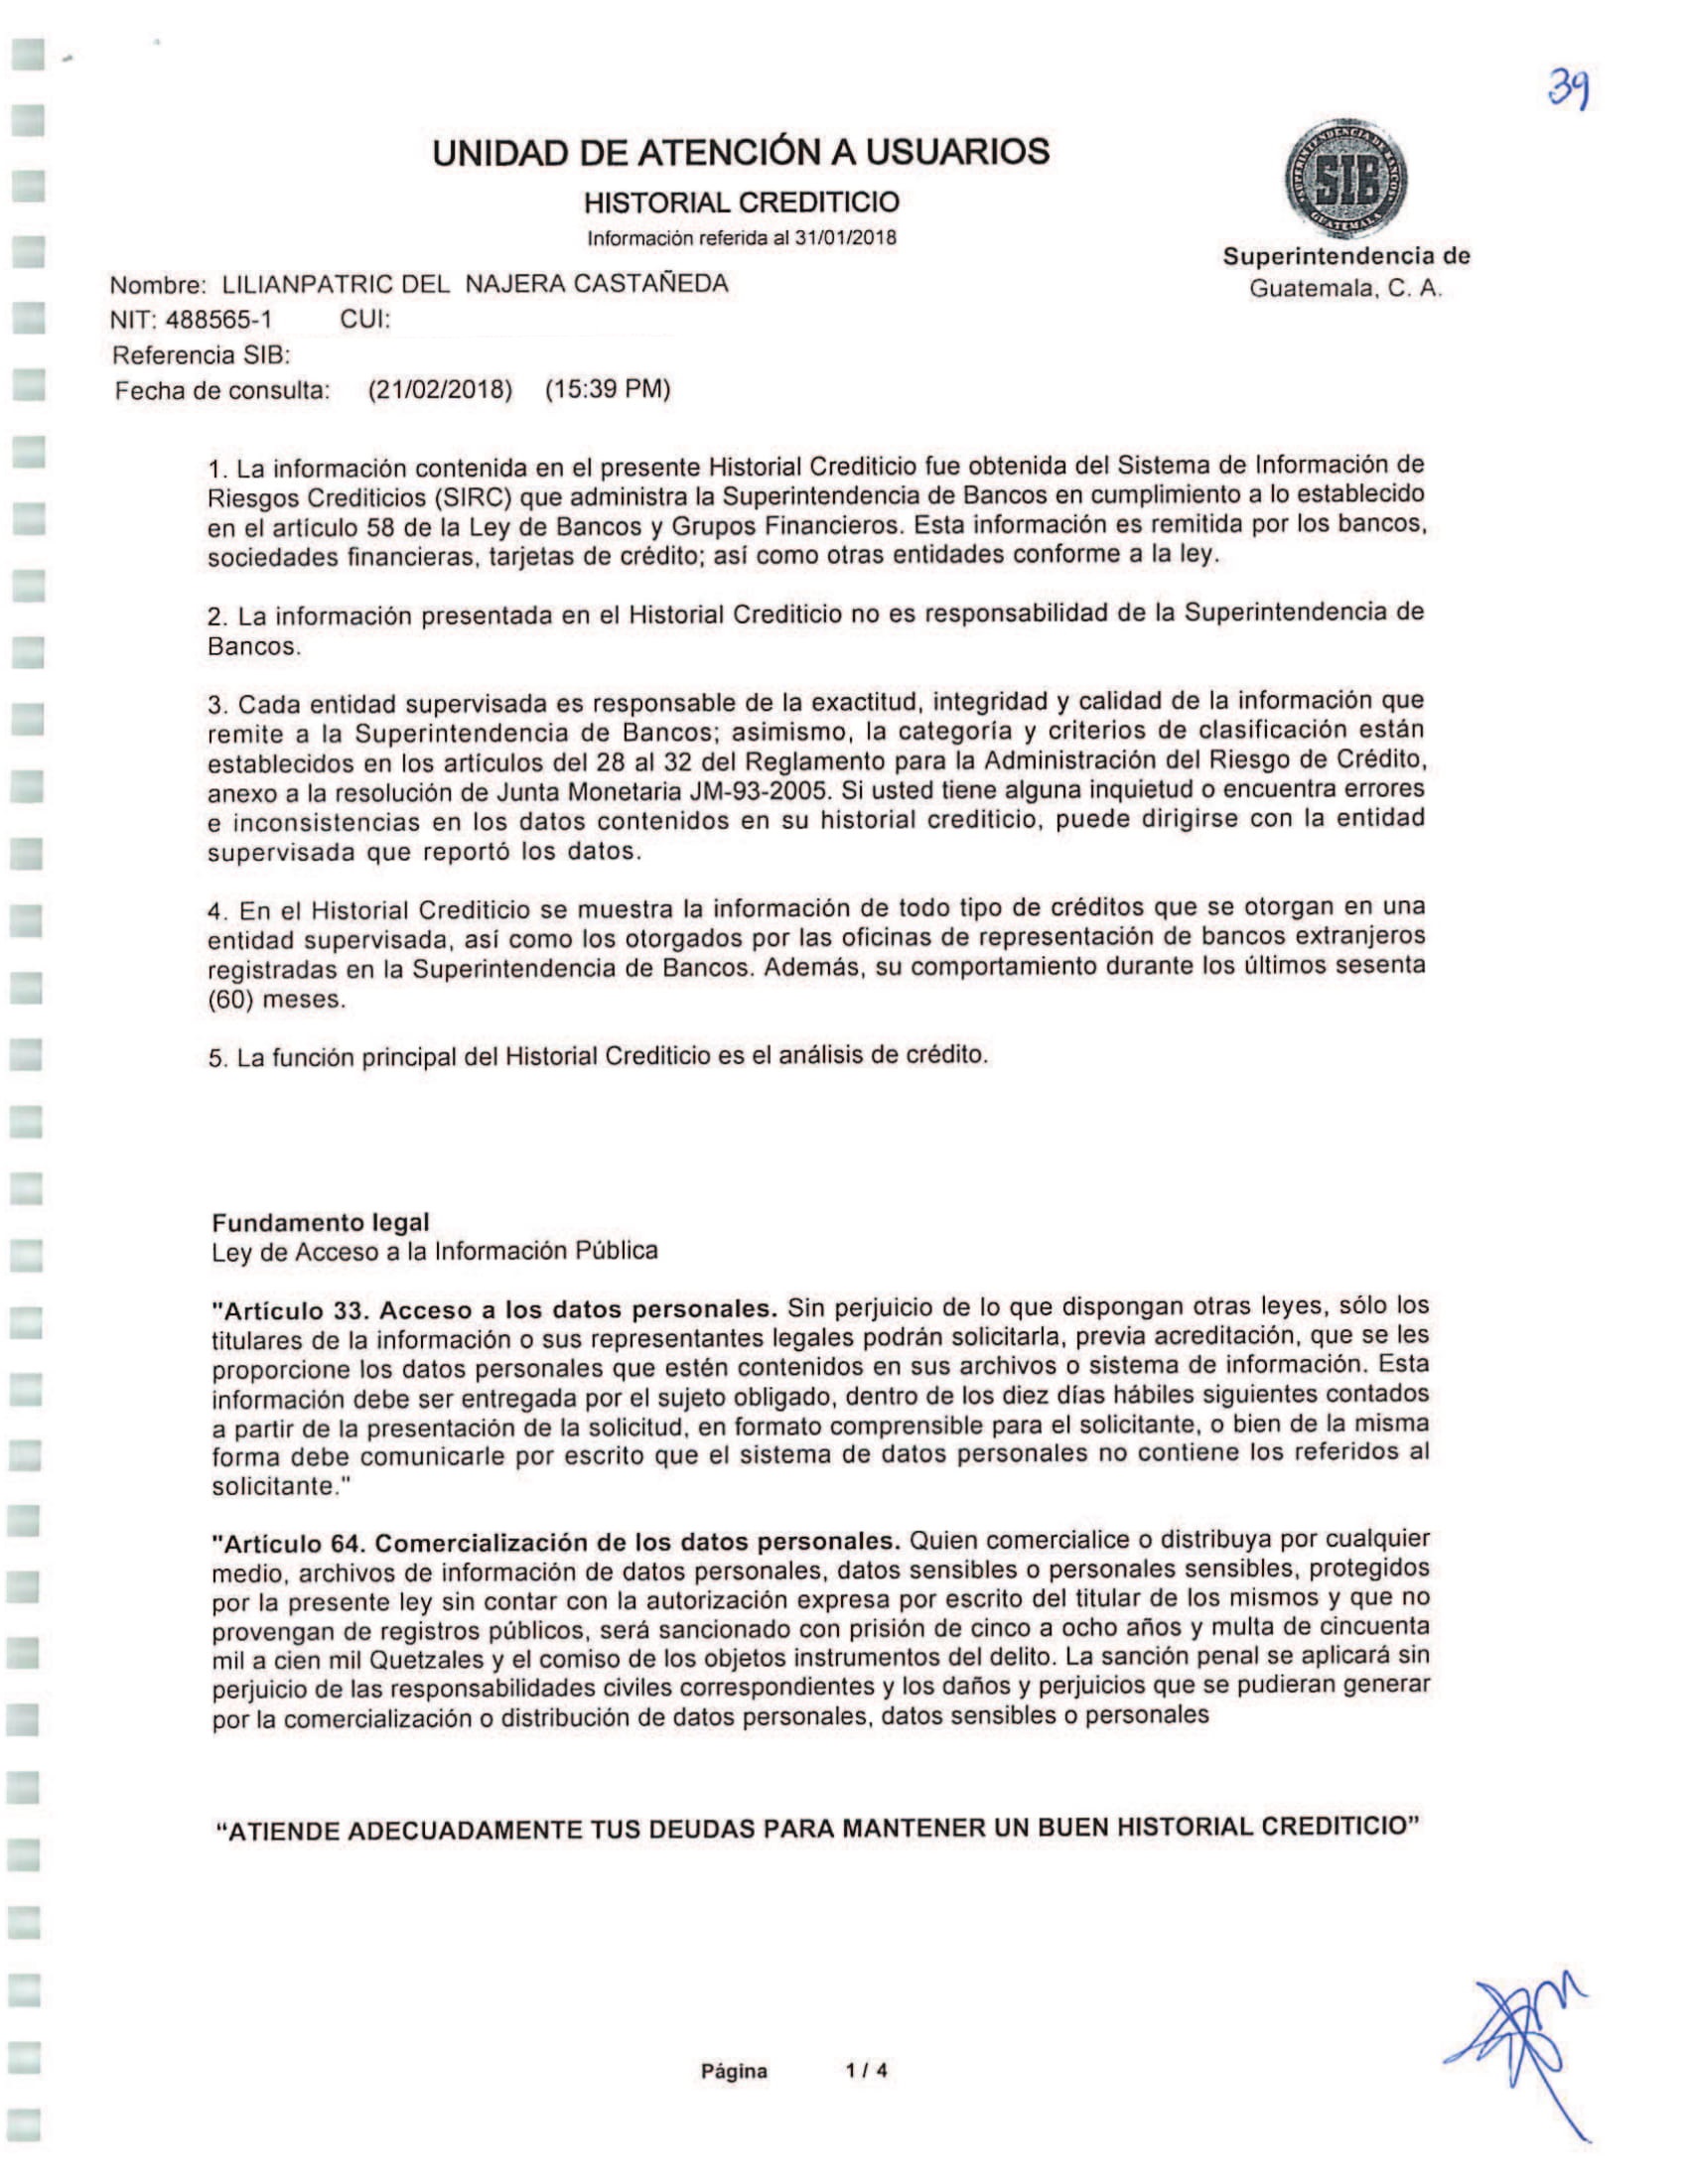 39
UNIDAD DE ATENCIÓN A USUARIOS
HISTORIAL CREDITICIO
Información referida al 31/01/2018
SUPERINTENDENCIA DE BANCOS
SIB
GUATEMALA
Superintendencia de
Guatemala, C. A.
Nombre: LILIANPATRIC DEL NAJERA CASTAÑEDA
NIT: 488565-1 CUI:
Referencia SIB:
Fecha de consulta: (21/02/2018) (15:39 PM)
1. La información contenida en el presente Historial Crediticio fue obtenida del Sistema de Información de
Riesgos Crediticios (SIRC) que administra la Superintendencia de Bancos en cumplimiento a lo establecido
en el artículo 58 de la Ley de Bancos y Grupos Financieros. Esta información es remitida por los bancos,
sociedades financieras, tarjetas de crédito; así como otras entidades conforme a la ley.
2. La información presentada en el Historial Crediticio no es responsabilidad de la Superintendencia de
Bancos.
3. Cada entidad supervisada es responsable de la exactitud, integridad y calidad de la información que
remite a la Superintendencia de Bancos; asimismo, la categoría y criterios de clasificación están
establecidos en los artículos del 28 al 32 del Reglamento para la Administración del Riesgo de Crédito,
anexo a la resolución de Junta Monetaria JM-93-2005. Si usted tiene alguna inquietud o encuentra errores
e inconsistencias en los datos contenidos en su historial crediticio, puede dirigirse con la entidad
supervisada que reportó los datos.
4. En el Historial Crediticio se muestra la información de todo tipo de créditos que se otorgan en una
entidad supervisada, así como los otorgados por las oficinas de representación de bancos extranjeros
registradas en la Superintendencia de Bancos. Además, su comportamiento durante los últimos sesenta
(60) meses.
5. La función principal del Historial Crediticio es el análisis de crédito.
Fundamento legal
Ley de Acceso a la Información Pública
"Artículo 33. Acceso a los datos personales. Sin perjuicio de lo que dispongan otras leyes, sólo los
titulares de la información o sus representantes legales podrán solicitarla, previa acreditación, que se les
proporcione los datos personales que estén contenidos en sus archivos o sistema de información. Esta
información debe ser entregada por el sujeto obligado, dentro de los diez días hábiles siguientes contados
a partir de la presentación de la solicitud, en formato comprensible para el solicitante, o bien de la misma
forma debe comunicarle por escrito que el sistema de datos personales no contiene los referidos al
solicitante."
"Artículo 64. Comercialización de los datos personales. Quien comercialice o distribuya por cualquier
medio, archivos de información de datos personales, datos sensibles o personales sensibles, protegidos
por la presente ley sin contar con la autorización expresa por escrito del titular de los mismos y que no
provengan de registros públicos, será sancionado con prisión de cinco a ocho años y multa de cincuenta
mil a cien mil Quetzales y el comiso de los objetos instrumentos del delito. La sanción penal se aplicará sin
perjuicio de las responsabilidades civiles correspondientes y los daños y perjuicios que se pudieran generar
por la comercialización o distribución de datos personales, datos sensibles o personales
“ATIENDE ADECUADAMENTE TUS DEUDAS PARA MANTENER UN BUEN HISTORIAL CREDITICIO”
Página 1 / 4